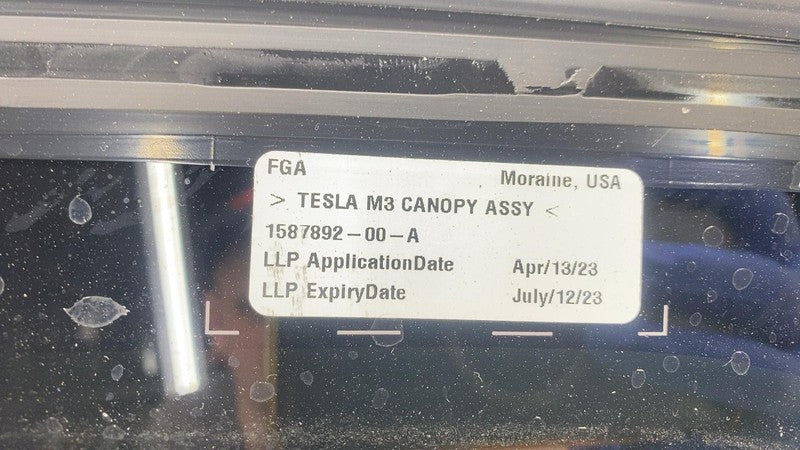 FGA Moraine, USA
> TESLA M3 CANOPY ASSY <
1587892-00-A
LLP ApplicationDate Apr/13/23
LLP ExpiryDate July/12/23